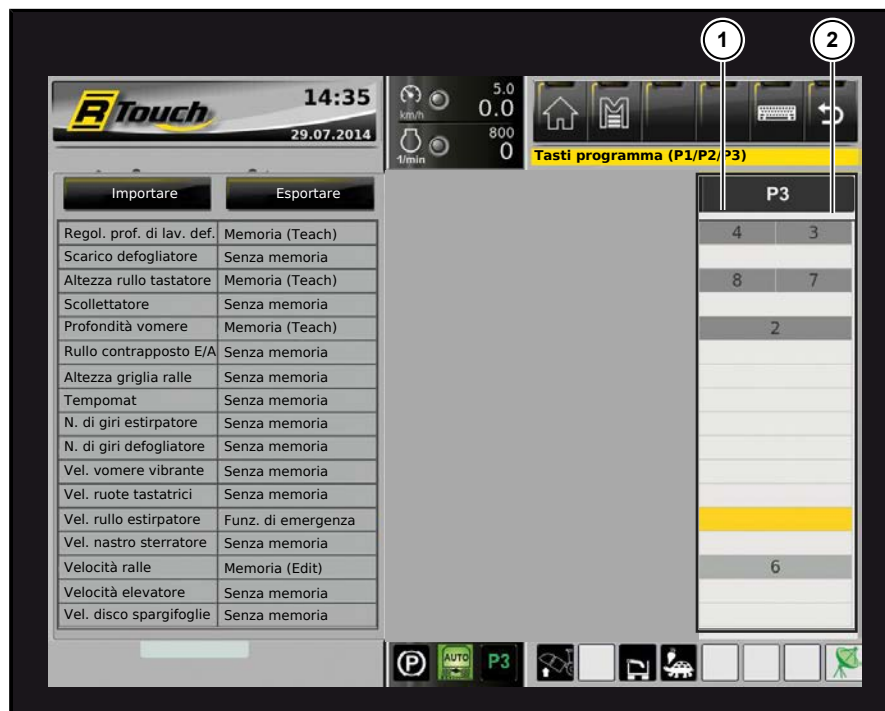 1 2
R Touch 14:35
29.07.2014
km/h 5.0
0.0
1/min 800
0
Tasti programma (P1/P2/P3)
Importare Esportare
P3
Regol. prof. di lav. def. Memoria (Teach) 4 3
Scarico defogliatore Senza memoria
Altezza rullo tastatore Memoria (Teach) 8 7
Scollettatore Senza memoria
Profondità vomere Memoria (Teach) 2
Rullo contrapposto E/A Senza memoria
Altezza griglia ralle Senza memoria
Tempomat Senza memoria
N. di giri estirpatore Senza memoria
N. di giri defogliatore Senza memoria
Vel. vomere vibrante Senza memoria
Vel. ruote tastatrici Senza memoria
Vel. rullo estirpatore Funz. di emergenza
Vel. nastro sterratore Senza memoria
Velocità ralle Memoria (Edit) 6
Velocità elevatore Senza memoria
Vel. disco spargifoglie Senza memoria
P AUTO P3